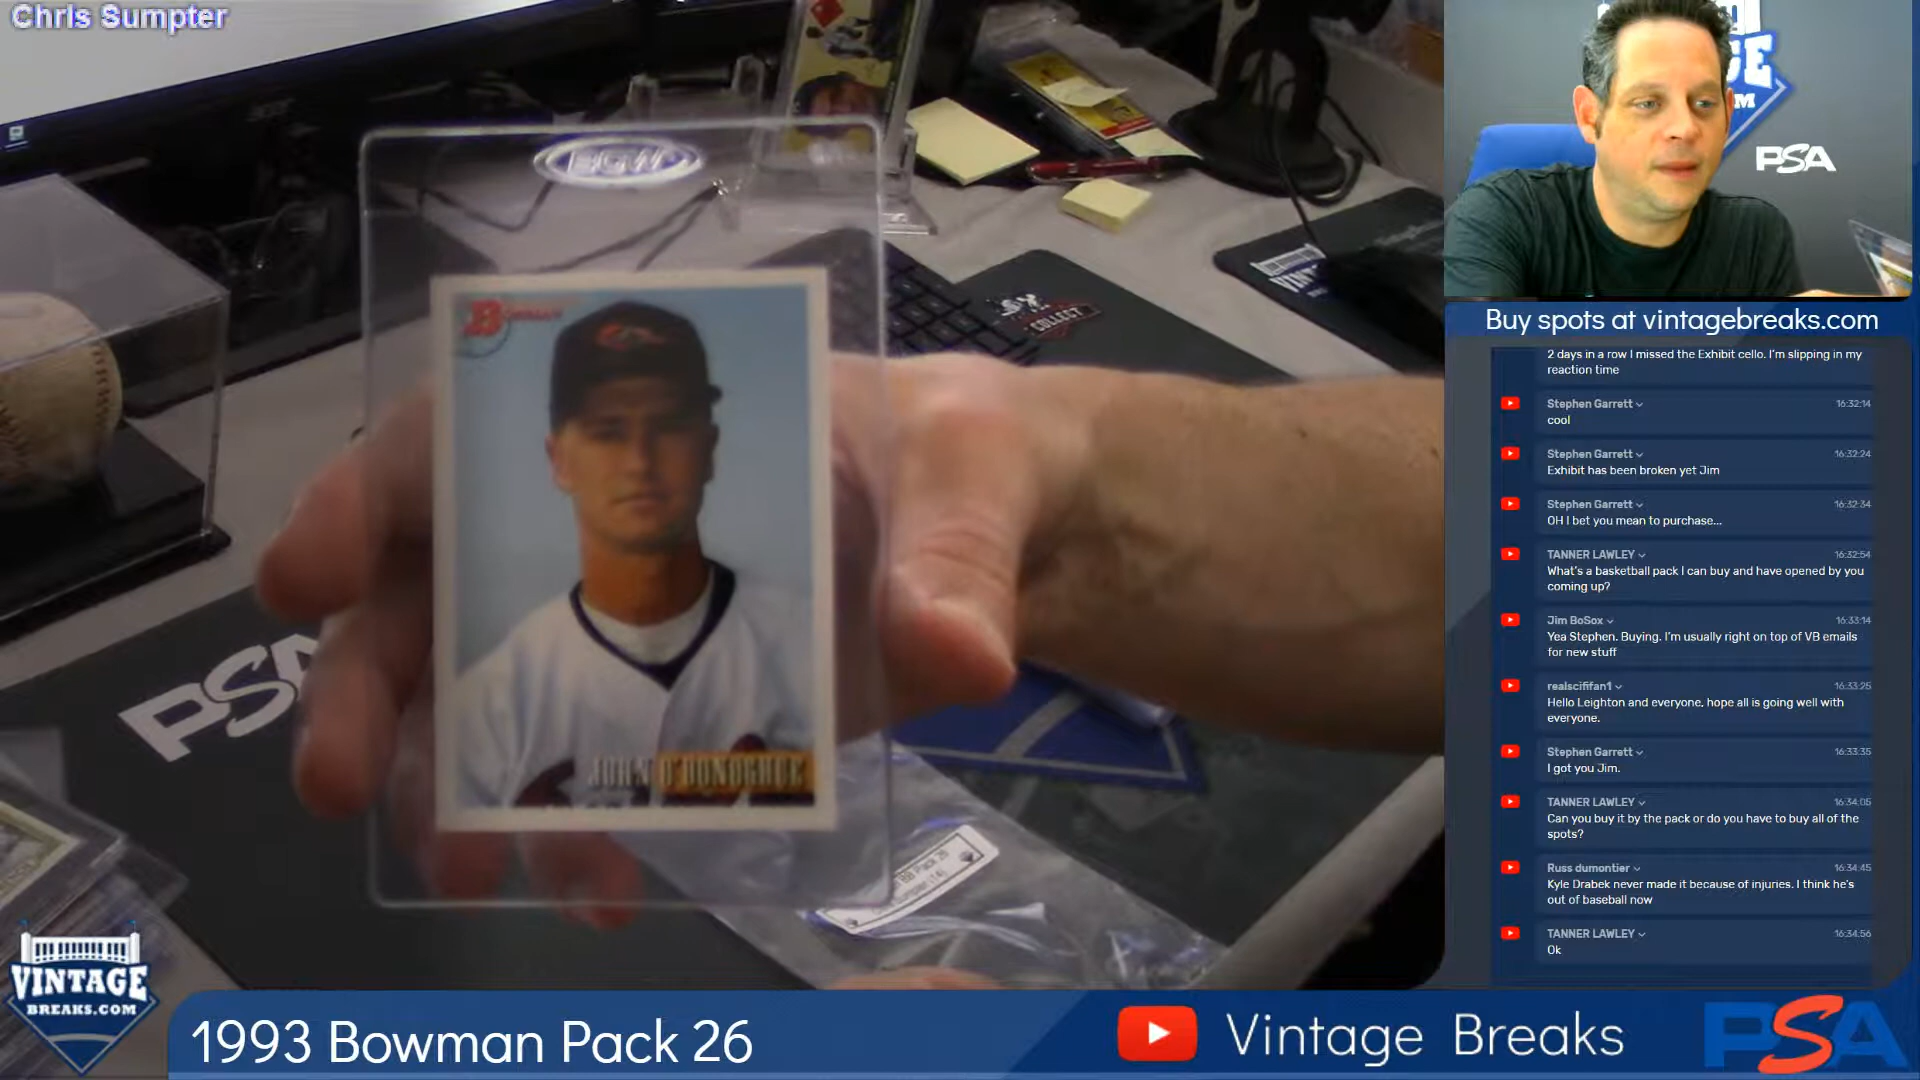 Chris Sumpter
BCW
Bowman
JOHN O'DONOGHUE
PSA
COLLECT
Pack 26
PSA
Buy spots at vintagebreaks.com
2 days in a row I missed the Exhibit cello. I'm slipping in my
reaction time
Stephen Garrett 16:32:14
cool
Stephen Garrett 16:32:24
Exhibit has been broken yet Jim
Stephen Garrett 16:32:34
OH I bet you mean to purchase...
TANNER LAWLEY 16:32:54
What's a basketball pack I can buy and have opened by you
coming up?
Jim BoSox 16:33:14
Yea Stephen. Buying. I'm usually right on top of VB emails
for new stuff
realscififan1 16:33:25
Hello Leighton and everyone, hope all is going well with
everyone.
Stephen Garrett 16:33:35
I got you Jim.
TANNER LAWLEY 16:34:05
Can you buy it by the pack or do you have to buy all of the
spots?
Russ dumontier 16:34:45
Kyle Drabek never made it because of injuries. I think he's
out of baseball now
TANNER LAWLEY 16:34:56
Ok
VINTAGE
BREAKS.COM
1993 Bowman Pack 26
Vintage Breaks
PSA